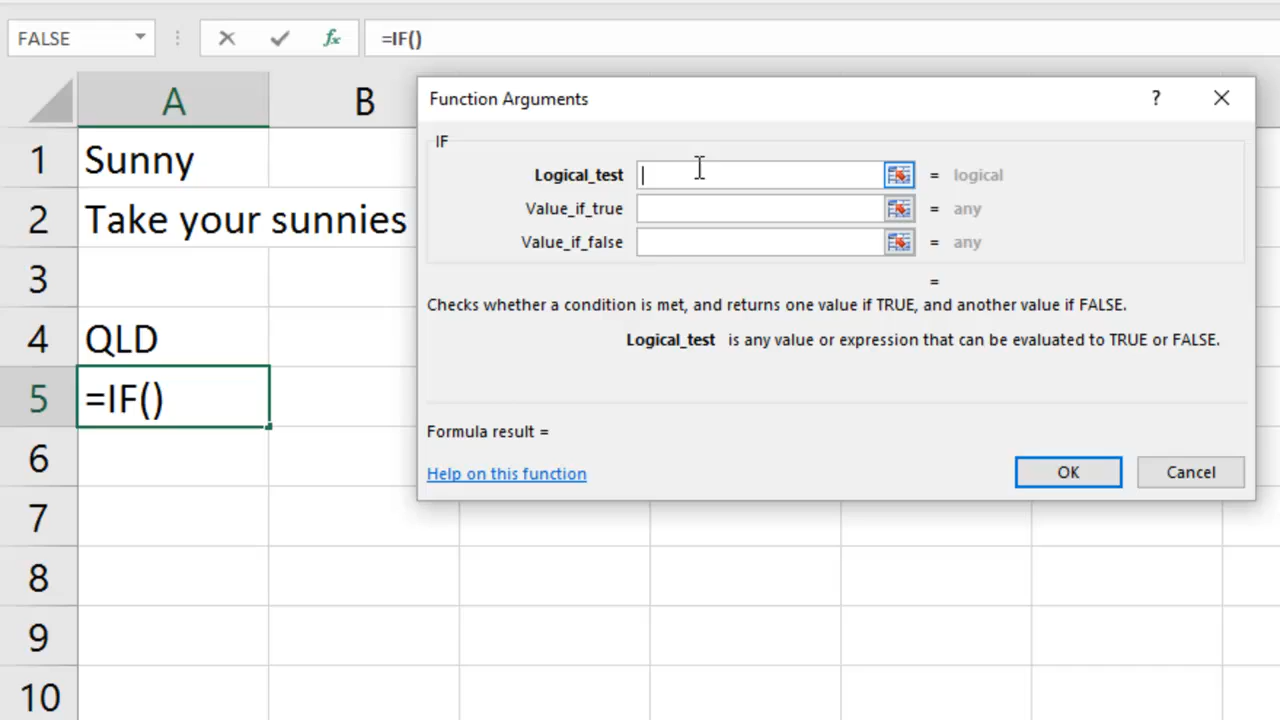 FALSE
fx
=IF()
A
B
1
Sunny
2
Take your sunnies
3
4
QLD
5
=IF()
6
7
8
9
10
Function Arguments
?
IF
Logical_test
= logical
Value_if_true
= any
Value_if_false
= any
=
Checks whether a condition is met, and returns one value if TRUE, and another value if FALSE.
Logical_test is any value or expression that can be evaluated to TRUE or FALSE.
Formula result =
Help on this function
OK
Cancel